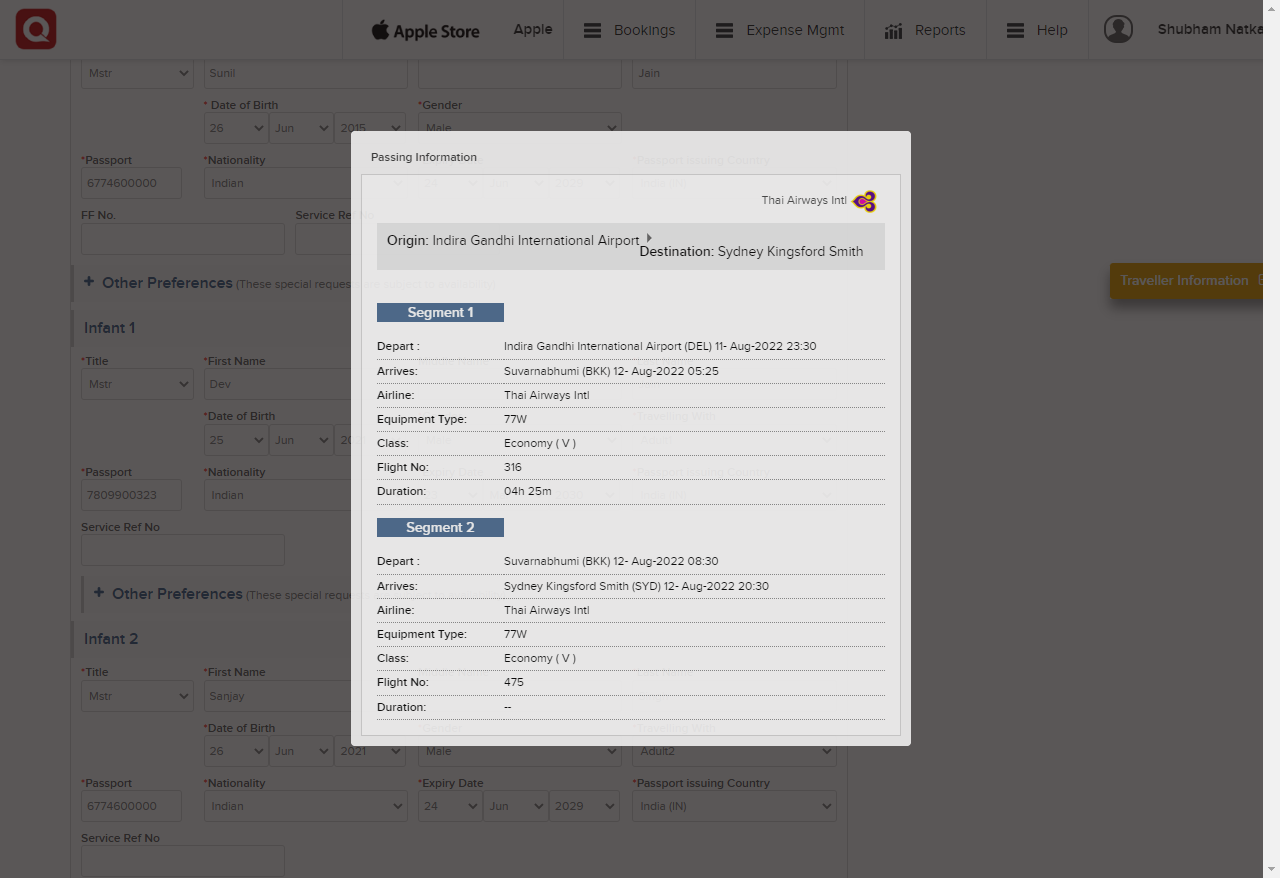 Apple Store
Apple
Bookings
Expense Mgmt
Reports
Help
Shubham Natka
Mstr
Sunil
Jain
* Date of Birth
*Gender
26
Jun
2015
Male
*Passport
*Nationality
*Passport issuing Country
6774600000
Indian
FF No.
Service Ref No
+ Other Preferences (These special requests
Infant 1
*Title
*First Name
Mstr
Dev
*Date of Birth
25
Jun
*Passport
*Nationality
7809900323
Indian
Service Ref No
+ Other Preferences (These special requ
Infant 2
*Title
*First Name
Mstr
Sanjay
*Date of Birth
26
Jun
2021
Male
Adult2
*Passport
*Nationality
*Expiry Date
*Passport issuing Country
6774600000
Indian
24
Jun
2029
India (IN)
Service Ref No
Traveller Information
Passing Information
Thai Airways Intl
Origin: Indira Gandhi International Airport
Destination: Sydney Kingsford Smith
Segment 1
Depart : Indira Gandhi International Airport (DEL) 11- Aug-2022 23:30
Arrives: Suvarnabhumi (BKK) 12- Aug-2022 05:25
Airline: Thai Airways Intl
Equipment Type: 77W
Class: Economy ( V )
Flight No: 316
Duration: 04h 25m
Segment 2
Depart : Suvarnabhumi (BKK) 12- Aug-2022 08:30
Arrives: Sydney Kingsford Smith (SYD) 12- Aug-2022 20:30
Airline: Thai Airways Intl
Equipment Type: 77W
Class: Economy ( V )
Flight No: 475
Duration: --